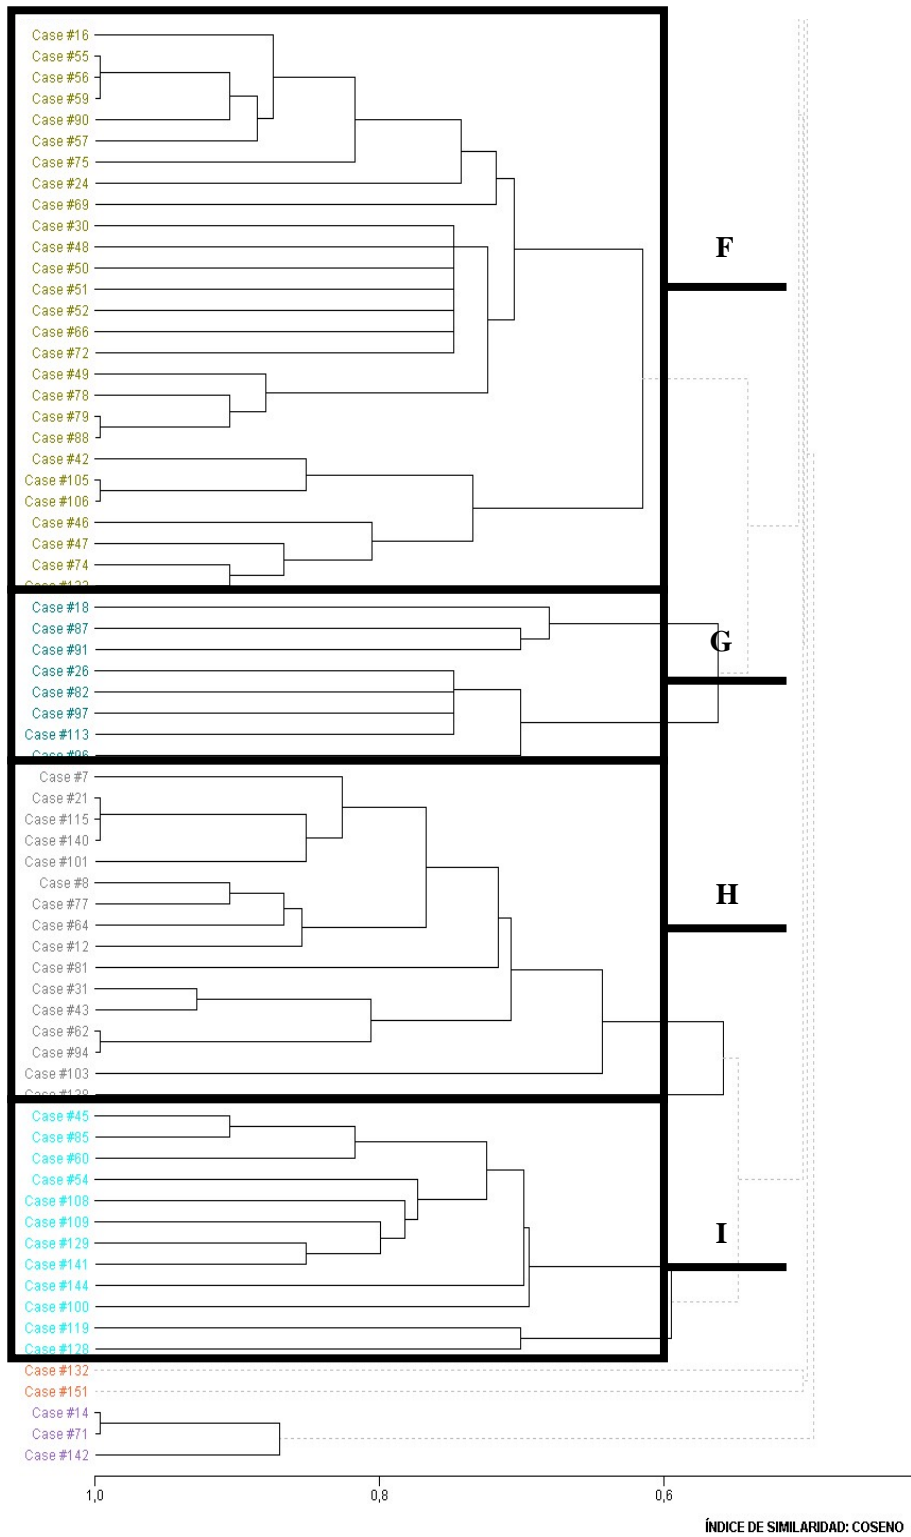 Case #16
Case #55
Case #56
Case #59
Case #90
Case #57
Case #75
Case #24
Case #69
Case #30
Case #48
F
Case #50
Case #51
Case #52
Case #66
Case #72
Case #49
Case #78
Case #79
Case #88
Case #42
Case #105
Case #106
Case #46
Case #47
Case #74
Case #18
Case #87
G
Case #91
Case #26
Case #82
Case #97
Case #113
Case #7
Case #21
Case #115
Case #140
Case #101
Case #8
H
Case #77
Case #64
Case #12
Case #81
Case #31
Case #43
Case #62
Case #94
Case #103
Case #45
Case #85
Case #60
Case #54
Case #108
Case #109
I
Case #129
Case #141
Case #144
Case #100
Case #119
Case #128
Case #132
Case #151
Case #14
Case #71
Case #142
1,0 0,8 0,6
ÍNDICE DE SIMILARIDAD: COSENO